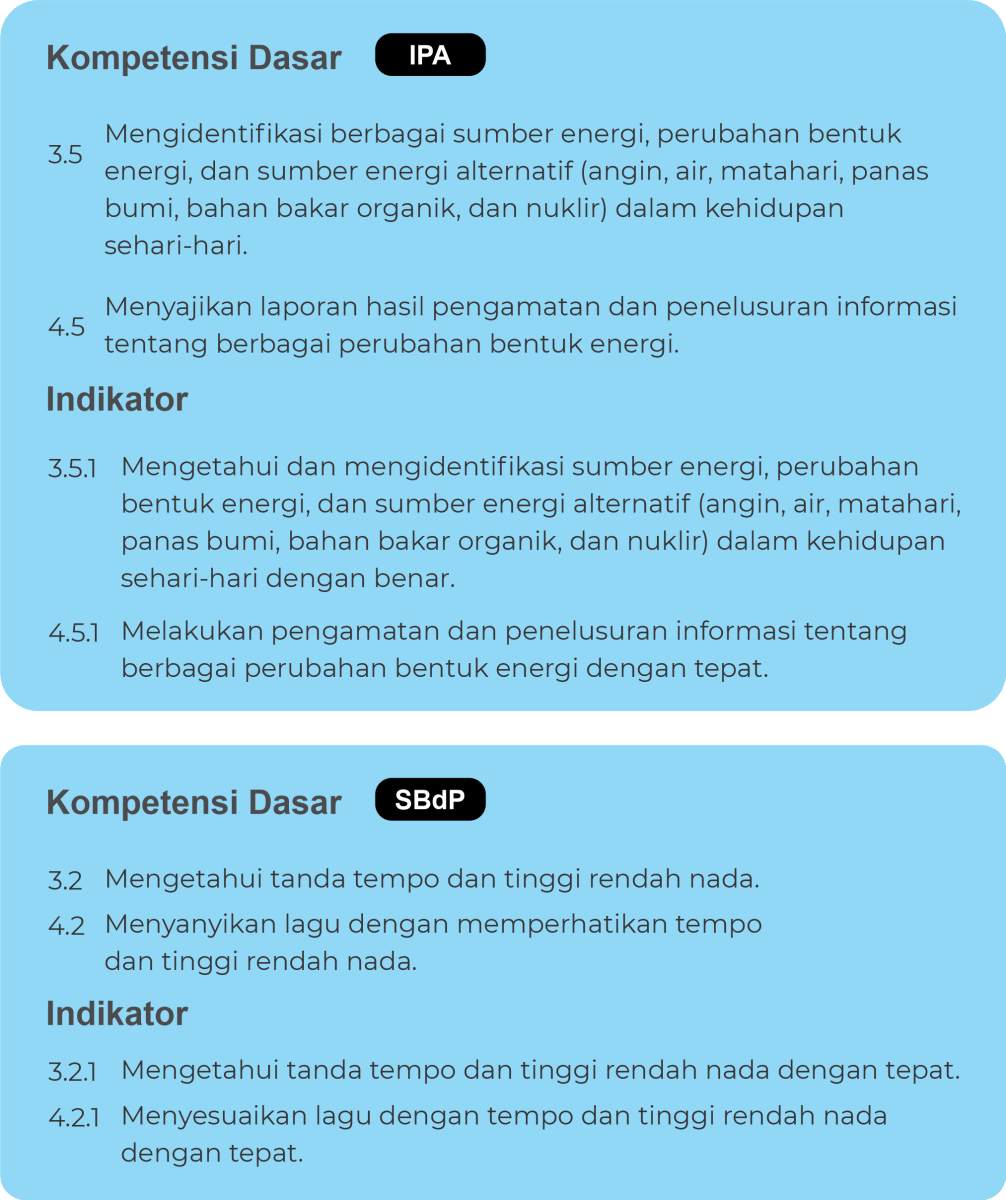 Kompetensi Dasar IPA
3.5 Mengidentifikasi berbagai sumber energi, perubahan bentuk
energi, dan sumber energi alternatif (angin, air, matahari, panas
bumi, bahan bakar organik, dan nuklir) dalam kehidupan
sehari-hari.
4.5 Menyajikan laporan hasil pengamatan dan penelusuran informasi
tentang berbagai perubahan bentuk energi.
Indikator
3.5.1 Mengetahui dan mengidentifikasi sumber energi, perubahan
bentuk energi, dan sumber energi alternatif (angin, air, matahari,
panas bumi, bahan bakar organik, dan nuklir) dalam kehidupan
sehari-hari dengan benar.
4.5.1 Melakukan pengamatan dan penelusuran informasi tentang
berbagai perubahan bentuk energi dengan tepat.
Kompetensi Dasar SBdP
3.2 Mengetahui tanda tempo dan tinggi rendah nada.
4.2 Menyanyikan lagu dengan memperhatikan tempo
dan tinggi rendah nada.
Indikator
3.2.1 Mengetahui tanda tempo dan tinggi rendah nada dengan tepat.
4.2.1 Menyesuaikan lagu dengan tempo dan tinggi rendah nada
dengan tepat.